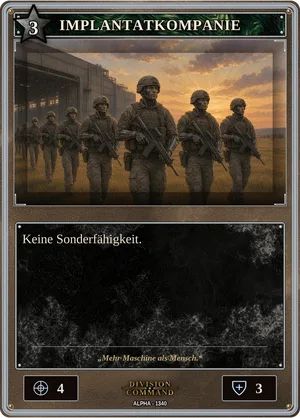 3
IMPLANTATKOMPANIE
Keine Sonderfähigkeit.
„Mehr Maschine als Mensch.“
4
DIVISION
COMMAND
ALPHA - 1340
3